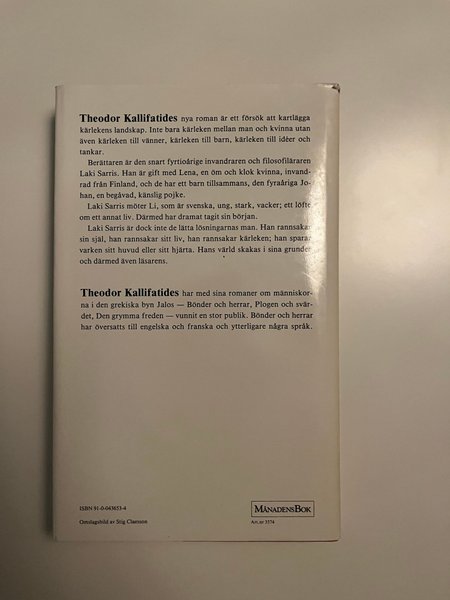 Theodor Kallifatides nya roman är ett försök att kartlägga
kärlekens landskap. Inte bara kärleken mellan man och kvinna utan
även kärleken till vänner, kärleken till barn, kärleken till idéer och
tankar.
Berättaren är den snart fyrtioårige invandraren och filosofiläraren
Laki Sarris. Han är gift med Lena, en öm och klok kvinna, invand-
rad från Finland, och de har ett barn tillsammans, den fyraåriga Jo-
han, en begåvad, känslig pojke.
Laki Sarris möter Li, som är svenska, ung, stark, vacker; ett löfte
om ett annat liv. Därmed har dramat tagit sin början.
Laki Sarris är dock inte de lätta lösningarnas man. Han rannsakar
sin själ, han rannsakar sitt liv, han rannsakar kärleken; han sparar
varken sitt huvud eller sitt hjärta. Hans värld skakas i sina grunder
och därmed även läsarens.
Theodor Kallifatides har med sina romaner om människor-
na i den grekiska byn Jalos — Bönder och herrar, Plogen och svär-
det, Den grymma freden — vunnit en stor publik. Bönder och herrar
har översatts till engelska och franska och ytterligare några språk.
ISBN 91-0-043653-4
Omslagsbild av Stig Claesson
MÅNADENSBOK
Art.nr 3574